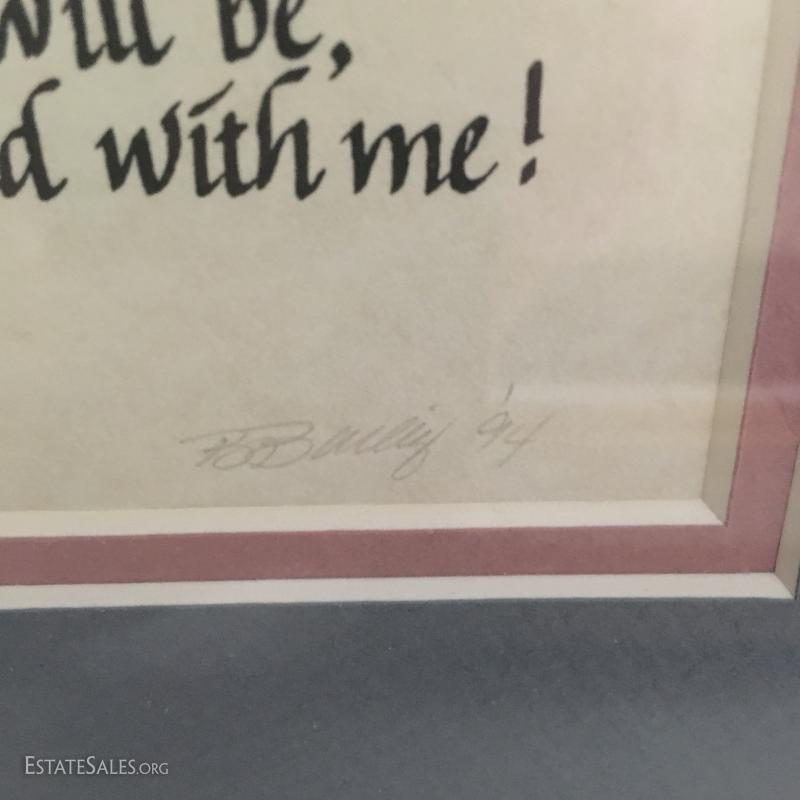 will be,
d with me!
'94
EstateSales.org